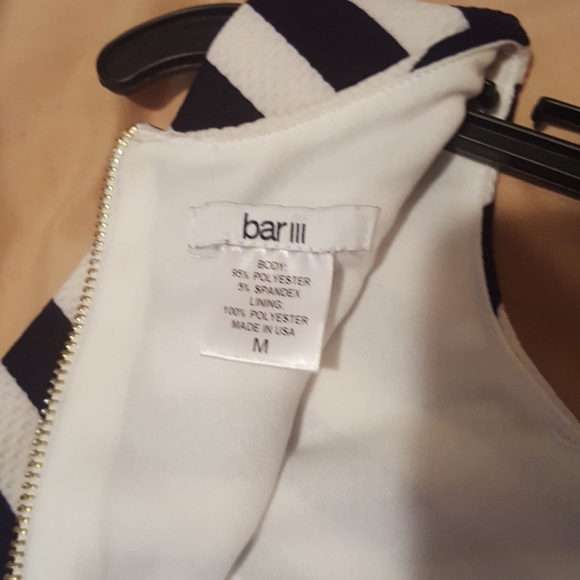 bar III
BODY:
95% POLYESTER
5% SPANDEX
LINING:
100% POLYESTER
MADE IN USA
M